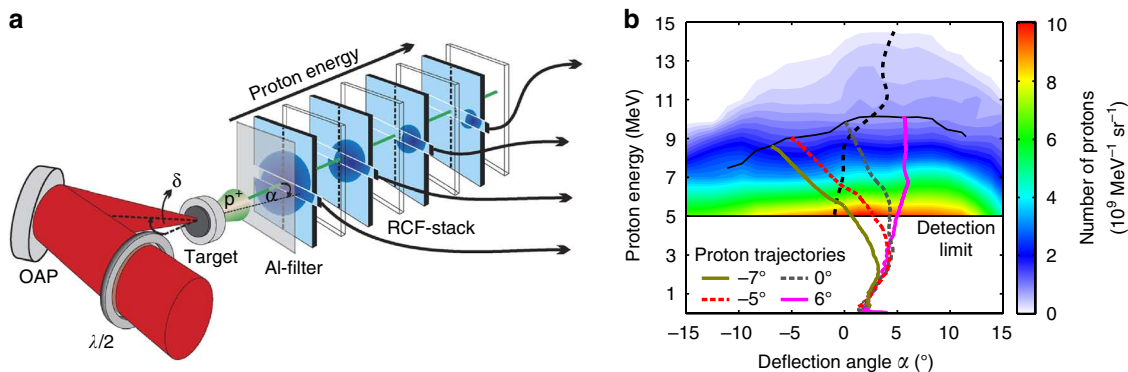 a
Proton energy
δ
p+
α
OAP
Target
Al-filter
RCF-stack
λ/2
b
15
13
11
9
7
5
3
1
Proton energy (MeV)
Detection
limit
Proton trajectories
–7°
0°
–5°
6°
–15
–10
–5
0
5
10
15
Deflection angle α (°)
10
8
6
4
2
0
Number of protons
(10⁹ MeV⁻¹ sr⁻¹)